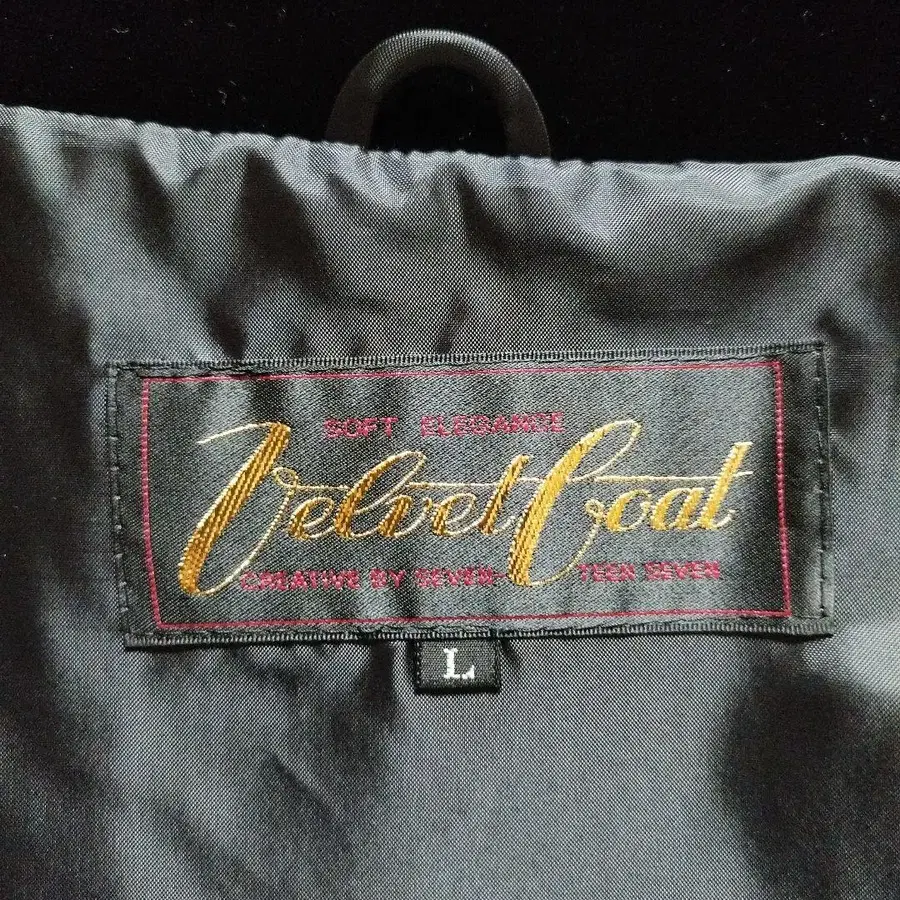 SOFT ELEGANCE
Velvet Coat
CREATIVE BY SEVEN-TEEN SEVEN
L